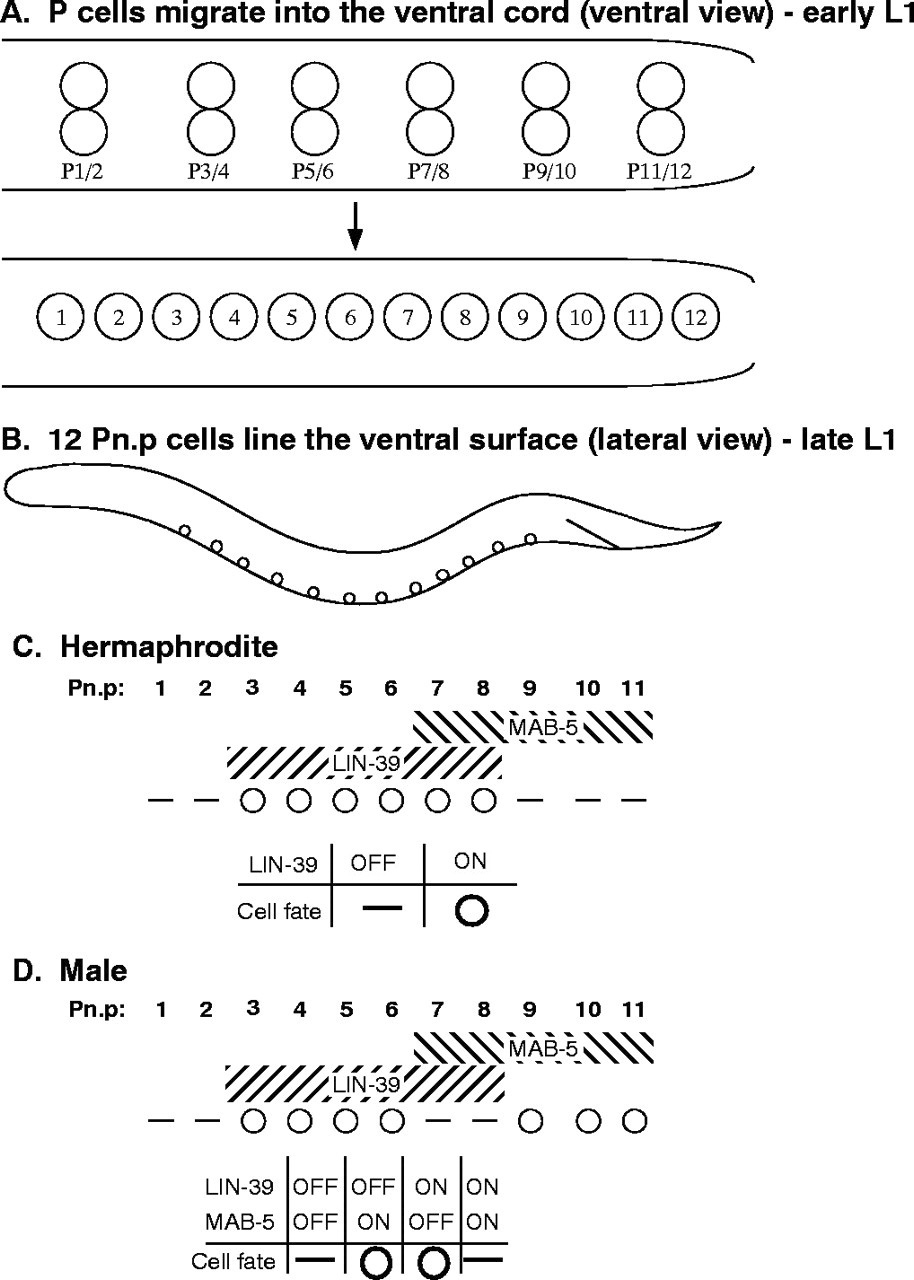 A. P cells migrate into the ventral cord (ventral view) - early L1
P1/2 P3/4 P5/6 P7/8 P9/10 P11/12
1 2 3 4 5 6 7 8 9 10 11 12
B. 12 Pn.p cells line the ventral surface (lateral view) - late L1
C. Hermaphrodite
Pn.p: 1 2 3 4 5 6 7 8 9 10 11
MAB-5
LIN-39
LIN-39 OFF ON
Cell fate
D. Male
Pn.p: 1 2 3 4 5 6 7 8 9 10 11
MAB-5
LIN-39
LIN-39 OFF OFF ON ON
MAB-5 OFF ON OFF ON
Cell fate